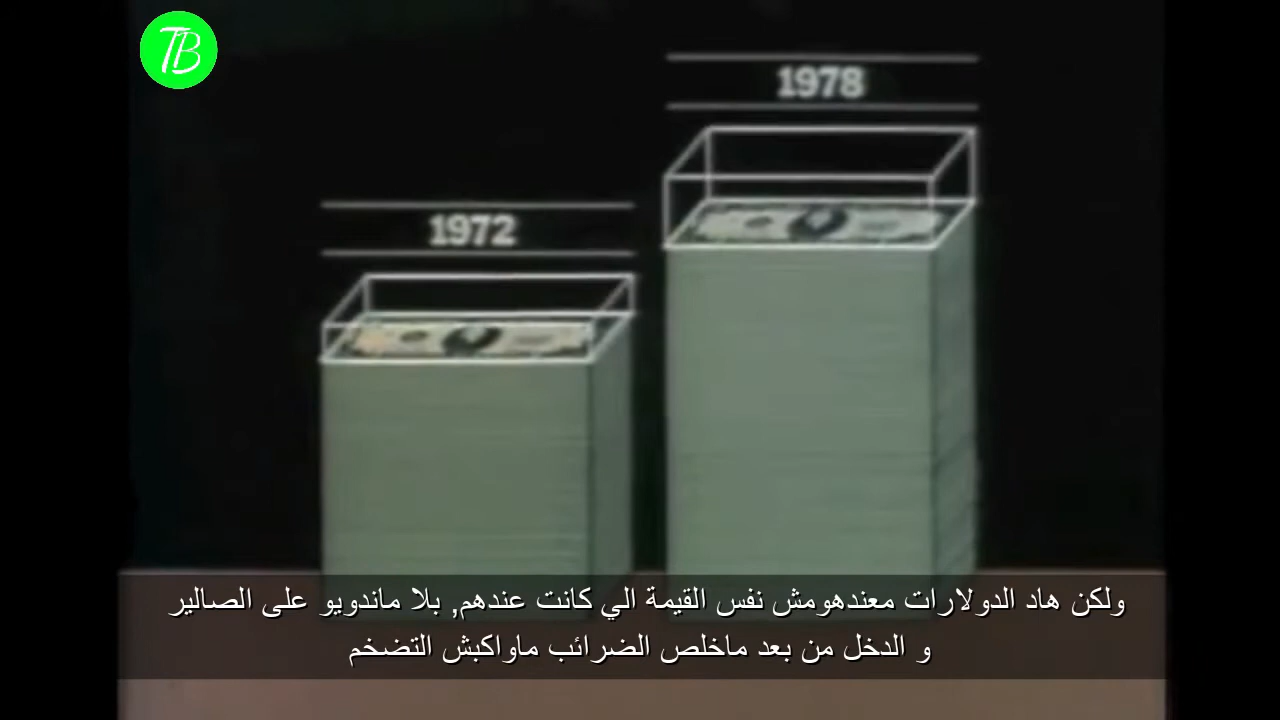 TB
1978
1972
ولكن هاد الدولارات معندهومش نفس القيمة الي كانت عندهم, بلا ماندويو على الصالير
و الدخل من بعد ماخلص الضرائب ماواكبش التضخم